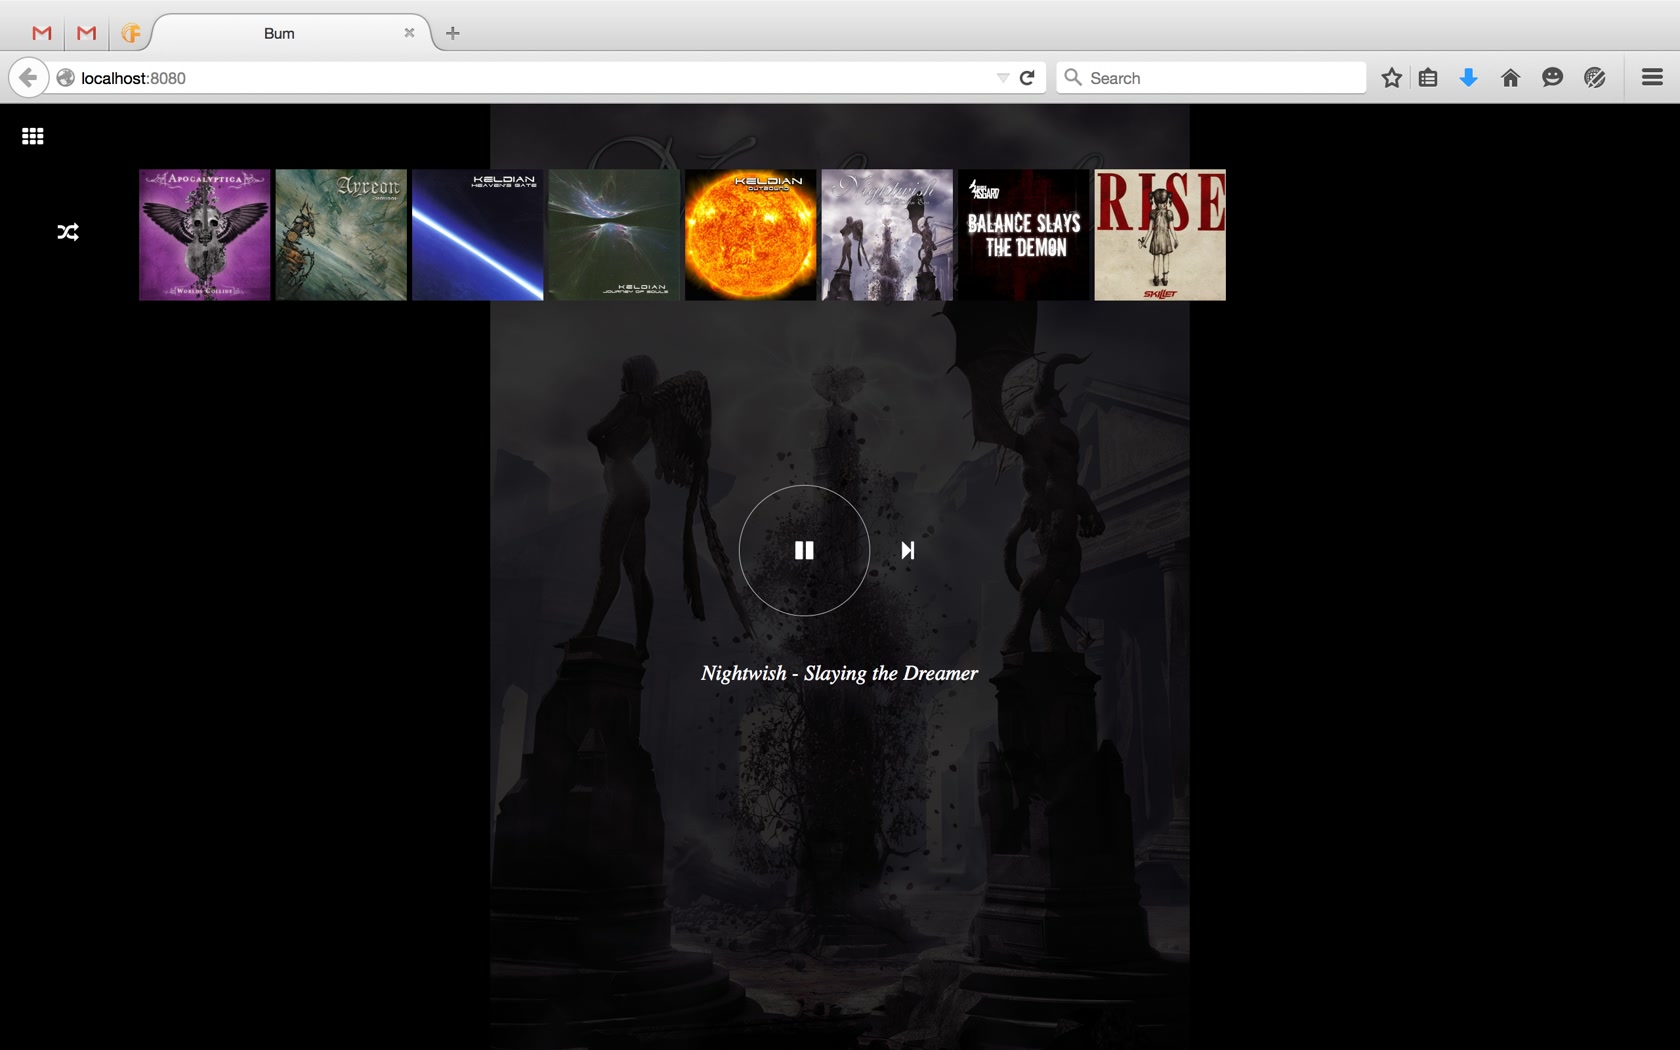 Bum
localhost:8080
Search
APOCALYPTICA
WORLDS COLLIDE
Ayreon
KELDIAN
HEAVEN'S GATE
KELDIAN
JOURNEY OF SOULS
KELDIAN
OUTBOUND
Nightwish
ASGARD
BALANCE SLAYS
THE DEMON
RISE
SKILLET
Nightwish - Slaying the Dreamer